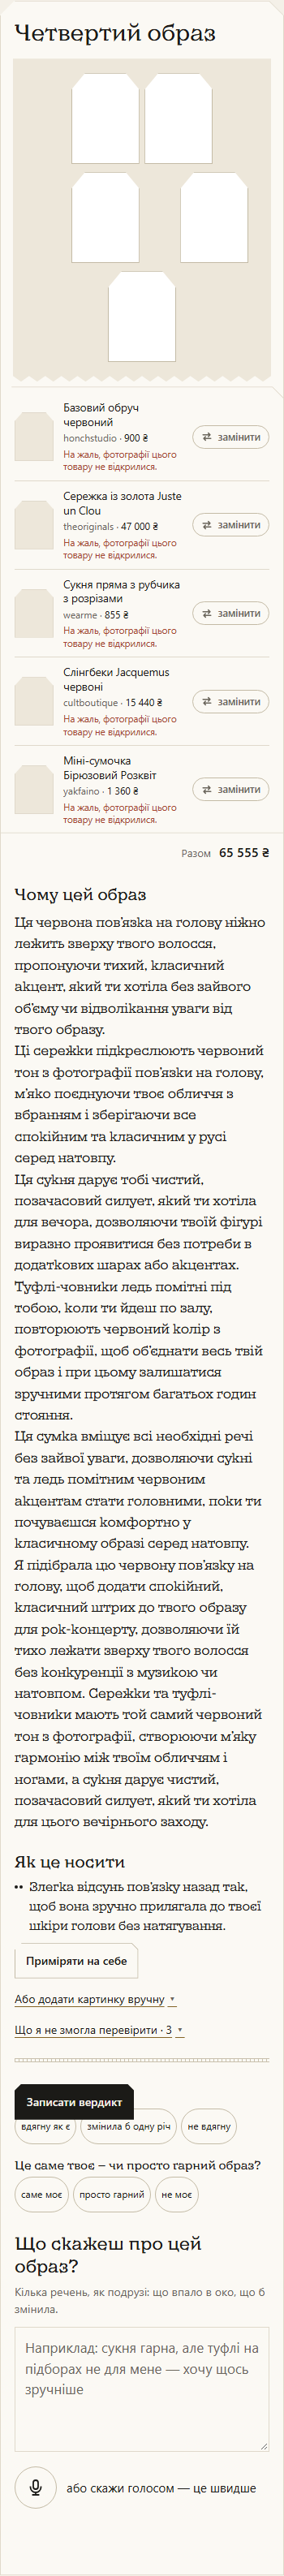 Четвертий образ
Базовий обруч
червоний
honchstudio · 900 ₴
На жаль, фотографії цього
товару не відкрилися.
замінити
Сережка із золота Juste
un Clou
theoriginals · 47 000 ₴
На жаль, фотографії цього
товару не відкрилися.
замінити
Сукня пряма з рубчика
з розрізами
wearme · 855 ₴
На жаль, фотографії цього
товару не відкрилися.
замінити
Слінгбеки Jacquemus
червоні
cultboutique · 15 440 ₴
На жаль, фотографії цього
товару не відкрилися.
замінити
Міні-сумочка
Бірюзовий Розквіт
yakfaino · 1 360 ₴
На жаль, фотографії цього
товару не відкрилися.
замінити
Разом 65 555 ₴
Чому цей образ
Ця червона пов’язка на голову ніжно
лежить зверху твого волосся,
пропонуючи тихий, класичний
акцент, який ти хотіла без зайвого
об’єму чи відволікання уваги від
твого образу.
Ці сережки підкреслюють червоний
тон з фотографії пов’язки на голову,
м’яко поєднуючи твоє обличчя з
вбранням і зберігаючи все
спокійним та класичним у русі
серед натовпу.
Ця сукня дарує тобі чистий,
позачасовий силует, який ти хотіла
для вечора, дозволяючи твоїй фігурі
виразно проявитися без потреби в
додаткових шарах або акцентах.
Туфлі-човники ледь помітні під
тобою, коли ти йдеш по залу,
повторюють червоний колір з
фотографії, щоб об’єднати весь твій
образ і при цьому залишатися
зручними протягом багатьох годин
стояння.
Ця сумка вміщує всі необхідні речі
без зайвої уваги, дозволяючи сукні
та ледь помітним червоним
акцентам стати головними, поки ти
почуваєшся комфортно у
класичному образі серед натовпу.
Я підібрала цю червону пов’язку на
голову, щоб додати спокійний,
класичний штрих до твого образу
для рок-концерту, дозволяючи їй
тихо лежати зверху твого волосся
без конкуренції з музикою чи
натовпом. Сережки та туфлі-
човники мають той самий червоний
тон з фотографії, створюючи м’яку
гармонію між твоїм обличчям і
ногами, а сукня дарує чистий,
позачасовий силует, який ти хотіла
для цього вечірнього заходу.
Як це носити
Злегка відсунь пов’язку назад так,
щоб вона зручно прилягала до твоєї
шкіри голови без натягування.
Приміряти на себе
Або додати картинку вручну
Що я не змогла перевірити · 3
Записати вердикт
вдягну як є змінила б одну річ не вдягну
Це саме твоє — чи просто гарний образ?
саме моє просто гарний не моє
Що скажеш про цей
образ?
Кілька речень, як подрузі: що впало в око, що б
змінила.
Наприклад: сукня гарна, але туфлі на
підборах не для мене — хочу щось
зручніше
або скажи голосом — це швидше